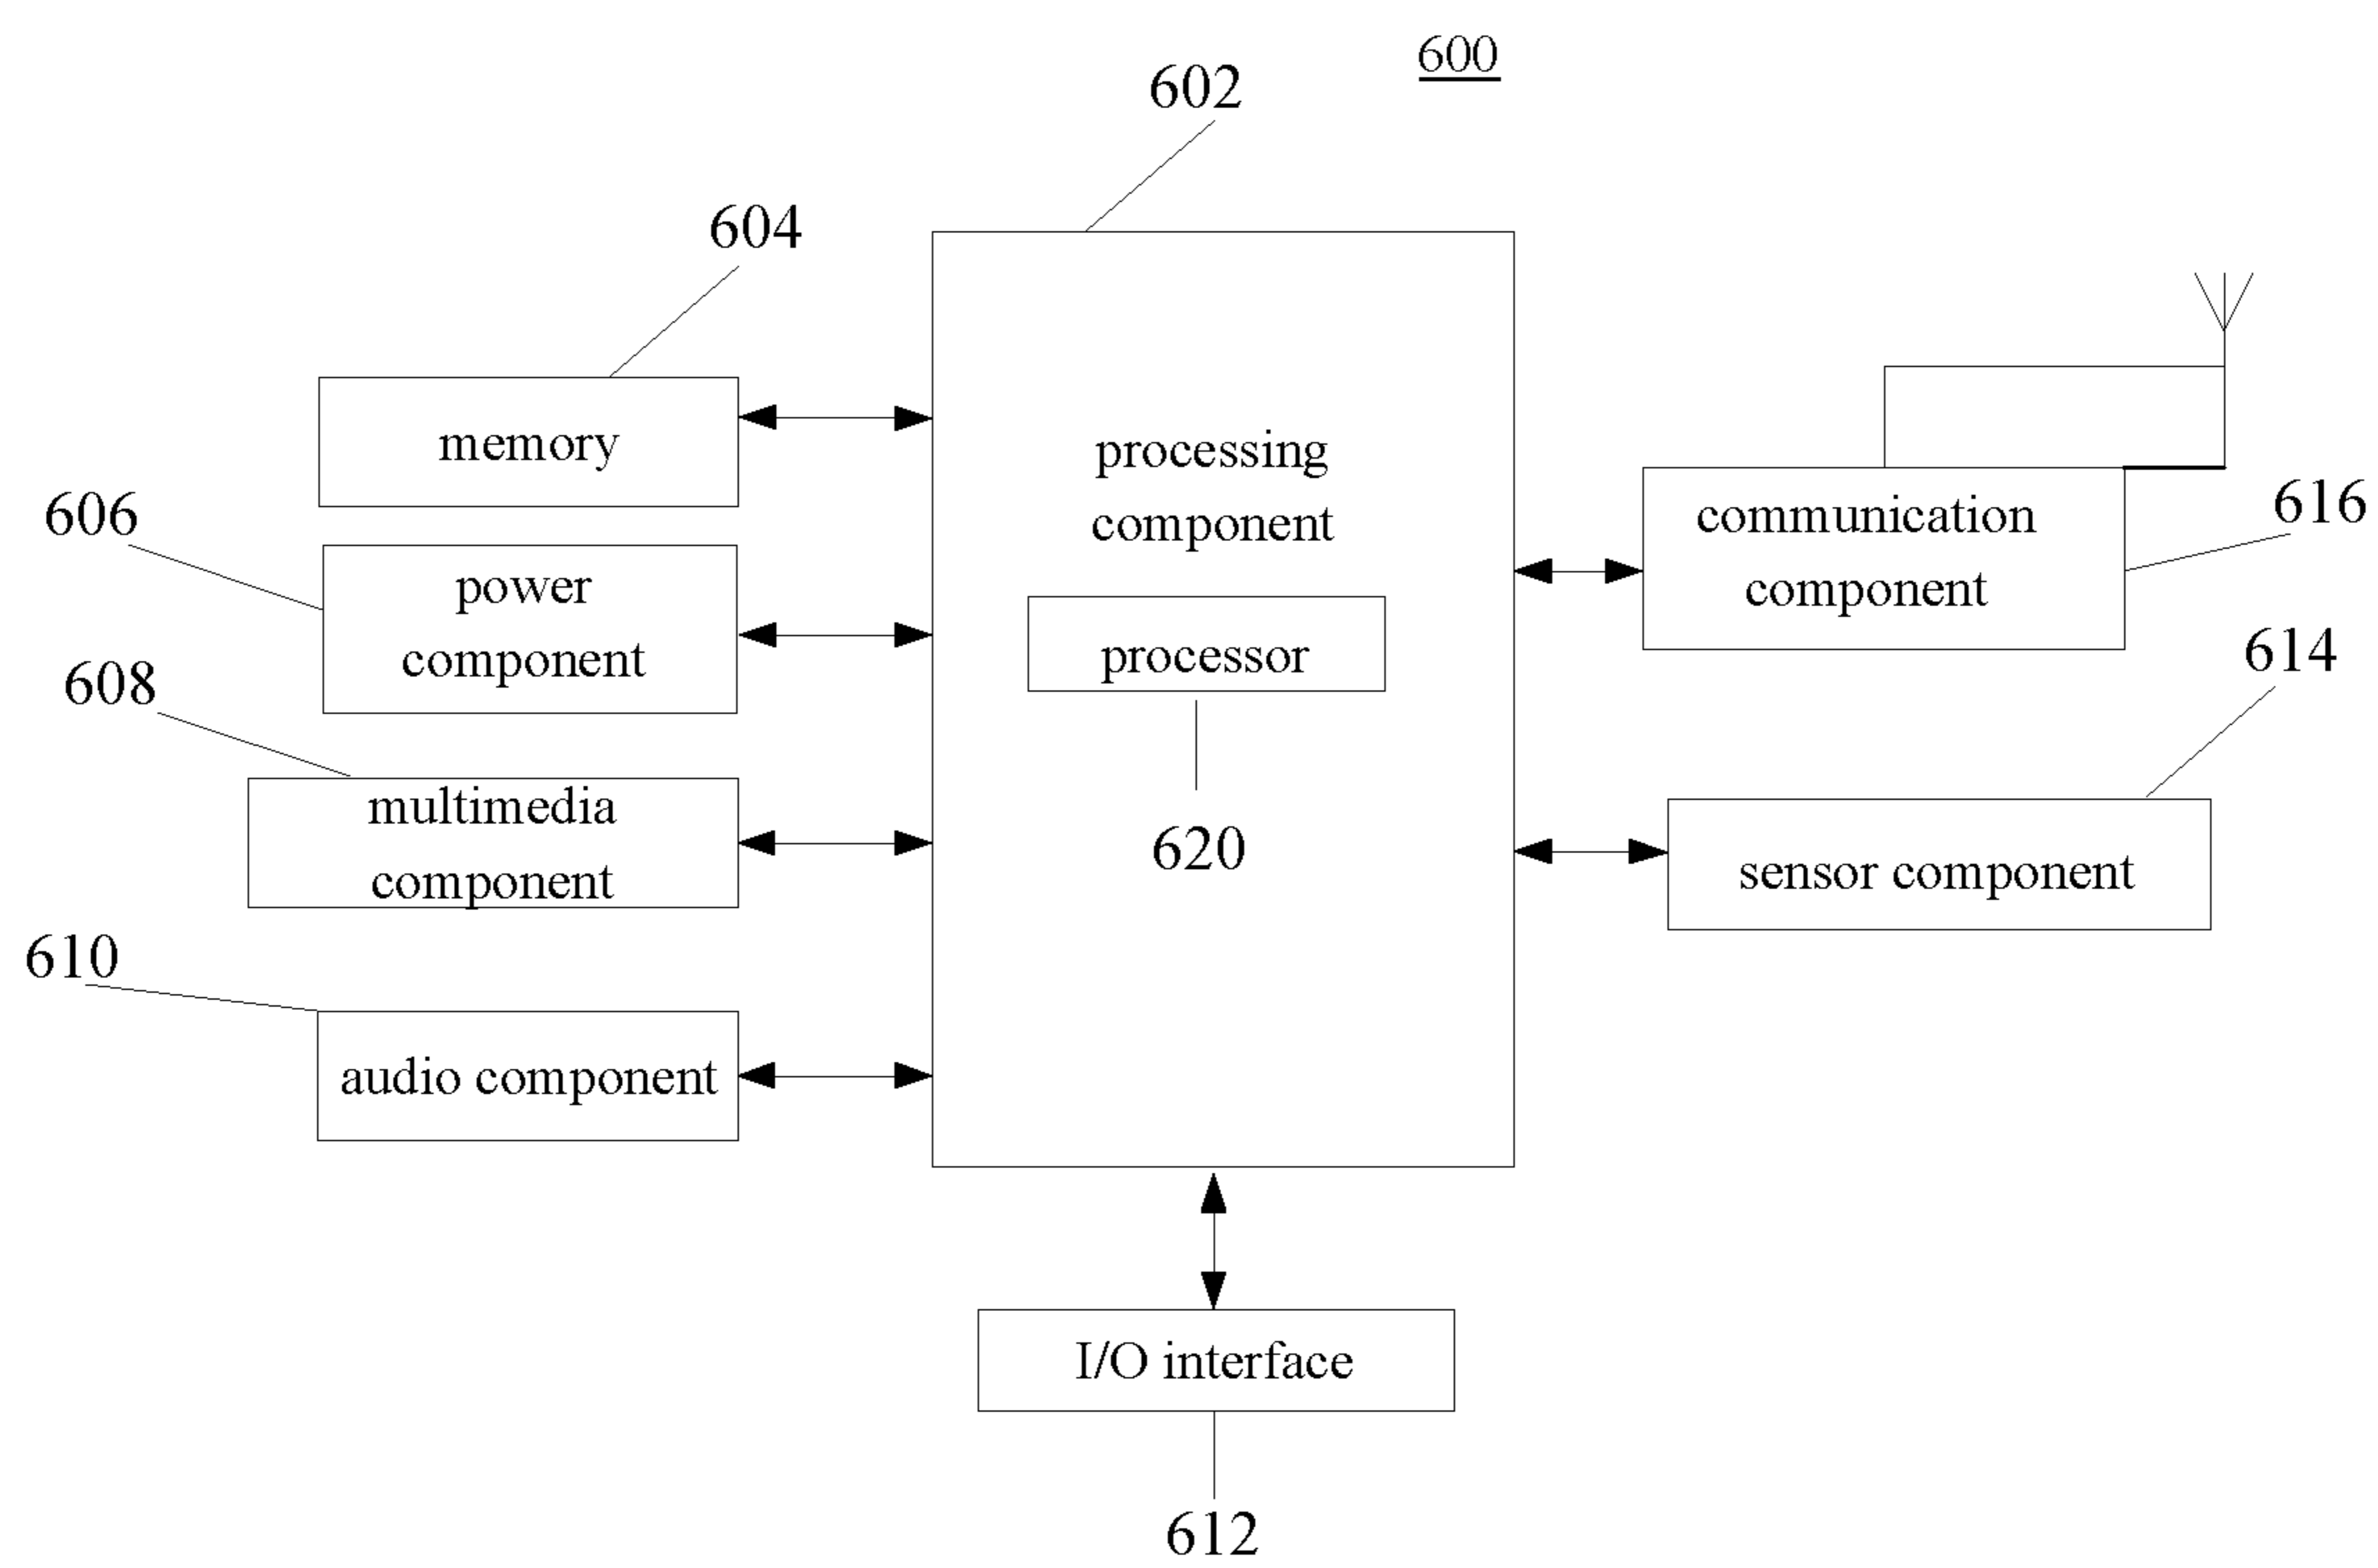 600
602
604
memory
606
power
component
608
multimedia
component
610
audio component
processing
component
processor
620
communication
component
616
614
sensor component
I/O interface
612